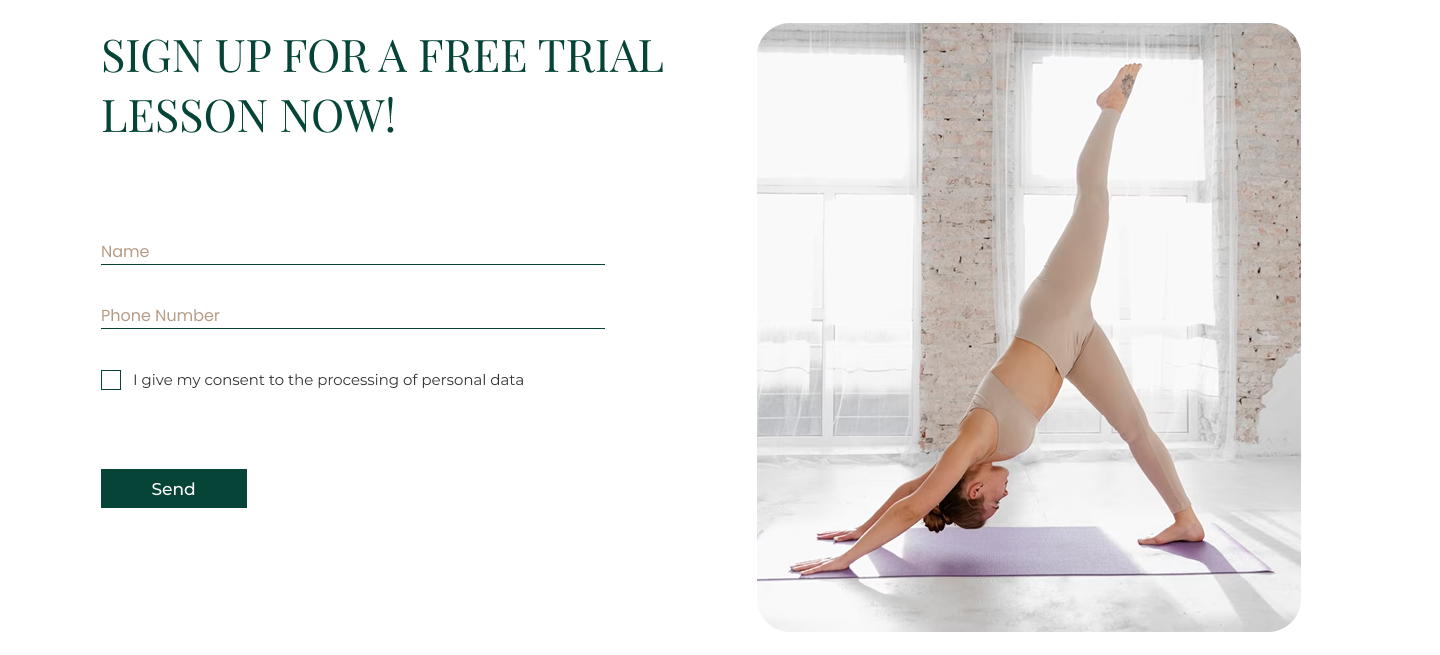 SIGN UP FOR A FREE TRIAL
LESSON NOW!
Name
Phone Number
I give my consent to the processing of personal data
Send